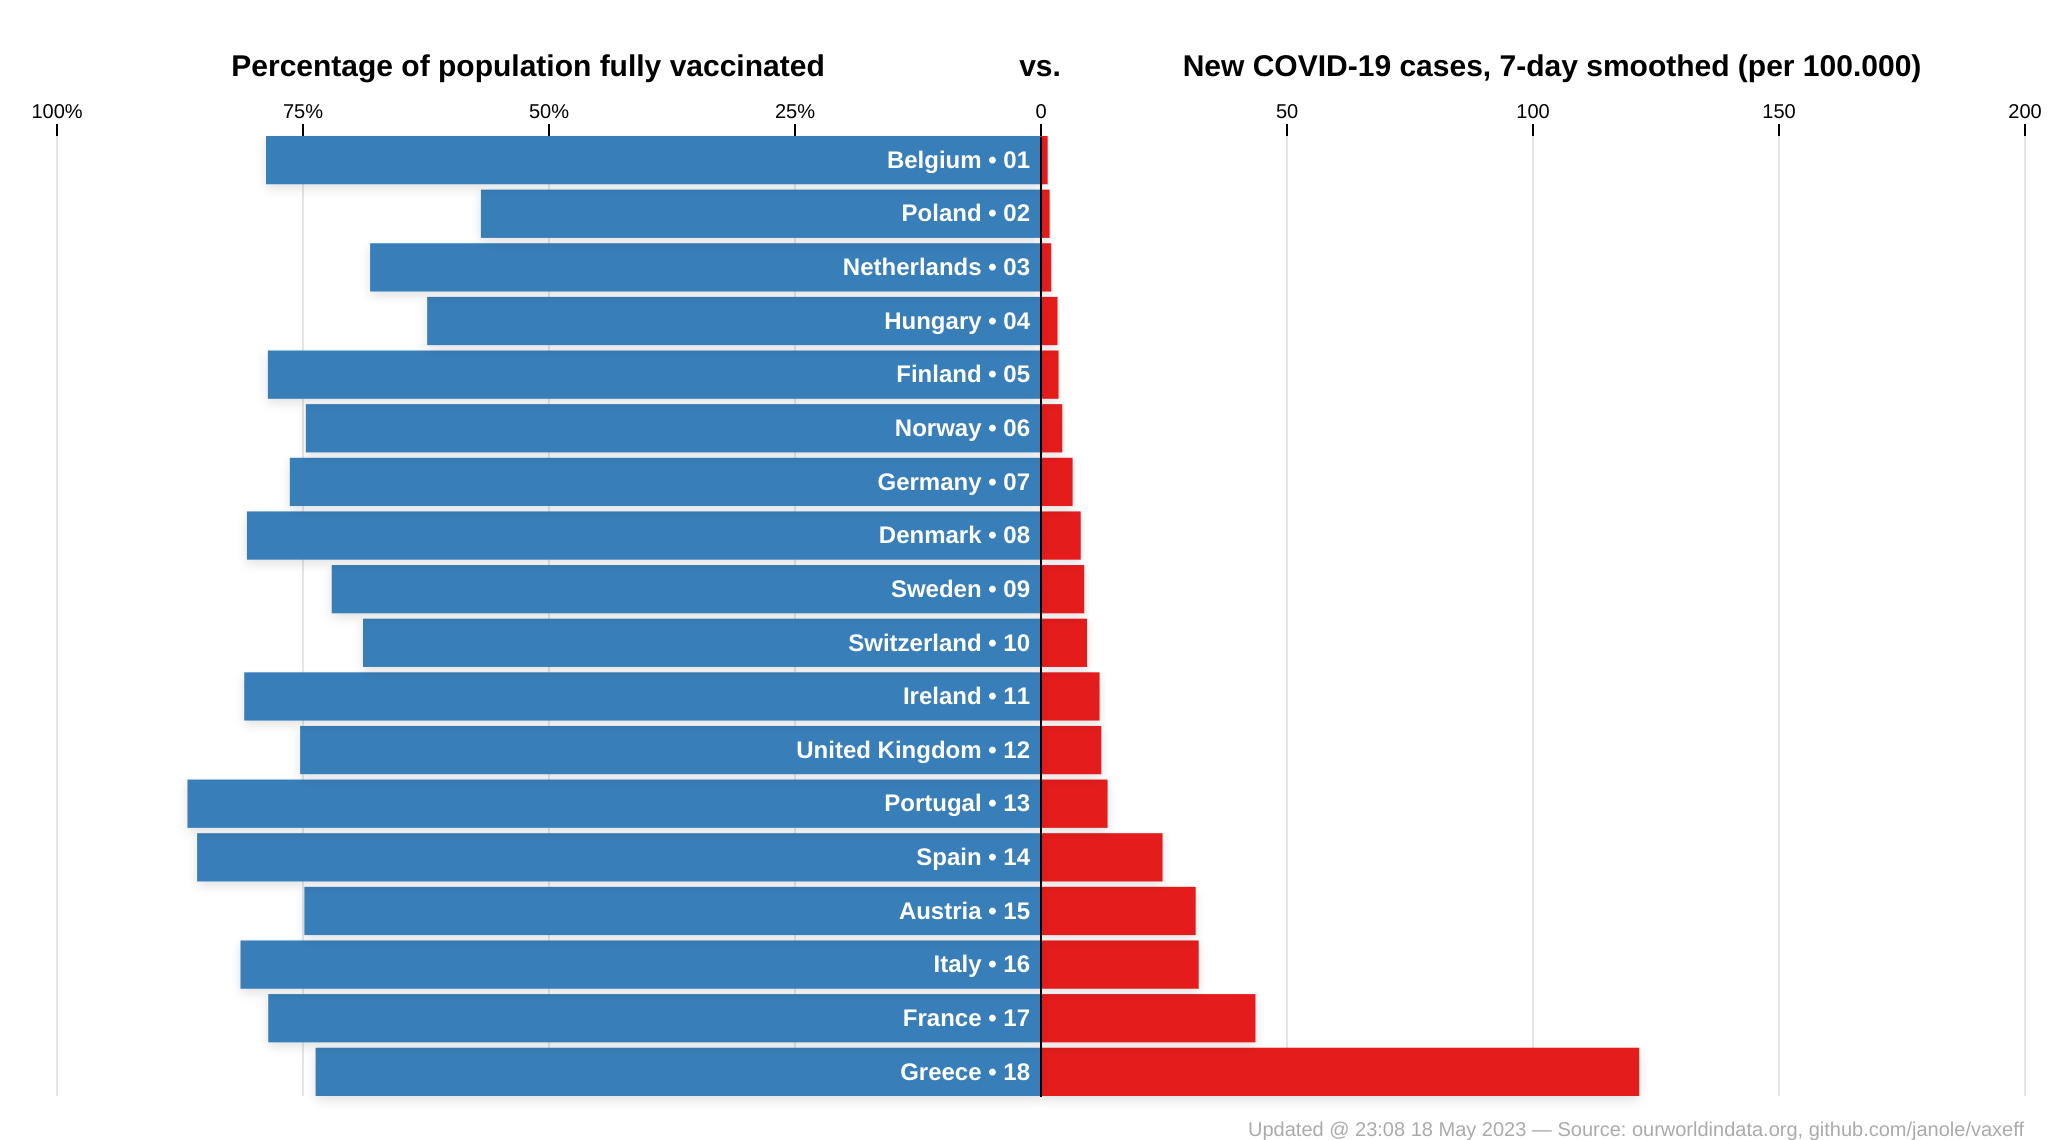 Percentage of population fully vaccinated vs. New COVID-19 cases, 7-day smoothed (per 100.000)
100% 75% 50% 25% 0 50 100 150 200
Belgium • 01
Poland • 02
Netherlands • 03
Hungary • 04
Finland • 05
Norway • 06
Germany • 07
Denmark • 08
Sweden • 09
Switzerland • 10
Ireland • 11
United Kingdom • 12
Portugal • 13
Spain • 14
Austria • 15
Italy • 16
France • 17
Greece • 18
Updated @ 23:08 18 May 2023 — Source: ourworldindata.org, github.com/janole/vaxeff